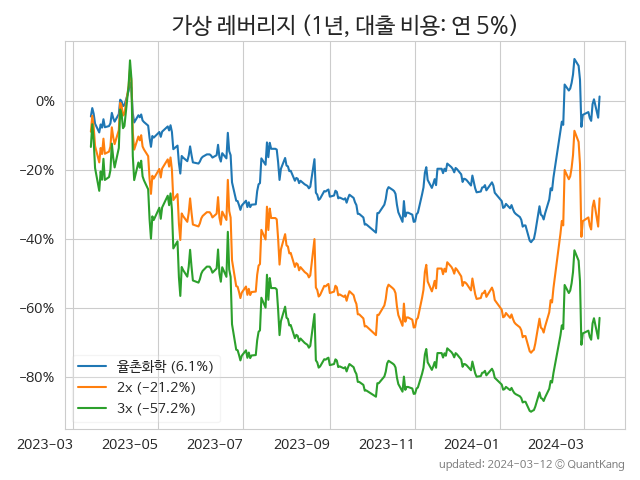 가상 레버리지 (1년, 대출 비용: 연 5%)
0%
−20%
−40%
−60%
−80%
율촌화학 (6.1%)
2x (−21.2%)
3x (−57.2%)
2023-03 2023-05 2023-07 2023-09 2023-11 2024-01 2024-03
updated: 2024-03-12 © QuantKang